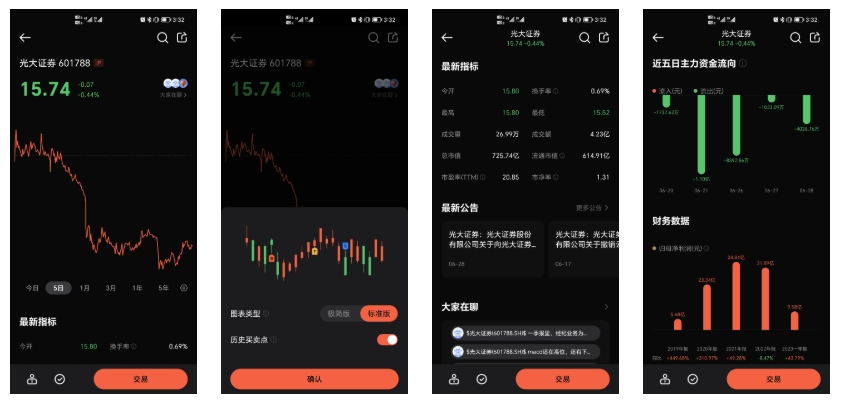 3:32
光大证券 601788 沪
15.74
-0.07
-0.44%
大家在聊
今日
5日
1月
3月
1年
5年
最新指标
今开 15.80 换手率 0.69%
交易
3:32
光大证券 601788 沪
15.74
-0.07
-0.44%
大家在聊
图表类型
极简版
标准版
历史买卖点
确认
3:32
光大证券
15.74 -0.44%
最新指标
今开 15.80 换手率 0.69%
最高 15.80 最低 15.52
成交量 26.99万 成交额 4.23亿
总市值 725.74亿 流通市值 614.91亿
市盈率(TTM) 20.85 市净率 1.31
最新公告
更多公告
光大证券：光大证券股份
有限公司关于向光大证券...
06-28
光大证券：光大证券
有限公司关于撤销
06-17
大家在聊
$光大证券(601788.SH)$ 一季报里，经纪业务为...
$光大证券(601788.SH)$ macd还在高位，还有下...
交易
3:32
光大证券
15.74 -0.44%
近五日主力资金流向
流入(元)
流出(元)
-1737.62万
-1.10亿
-8292.66万
-4026.76万
06-20
06-21
06-26
06-27
06-28
财务数据
归母净利润(元)
5.68亿
23.34亿
34.84亿
31.89亿
9.58亿
2019年报
2020年报
2021年报
2022年报
2023一季报
+449.68%
+310.97%
+49.28%
-8.47%
+43.79%
交易